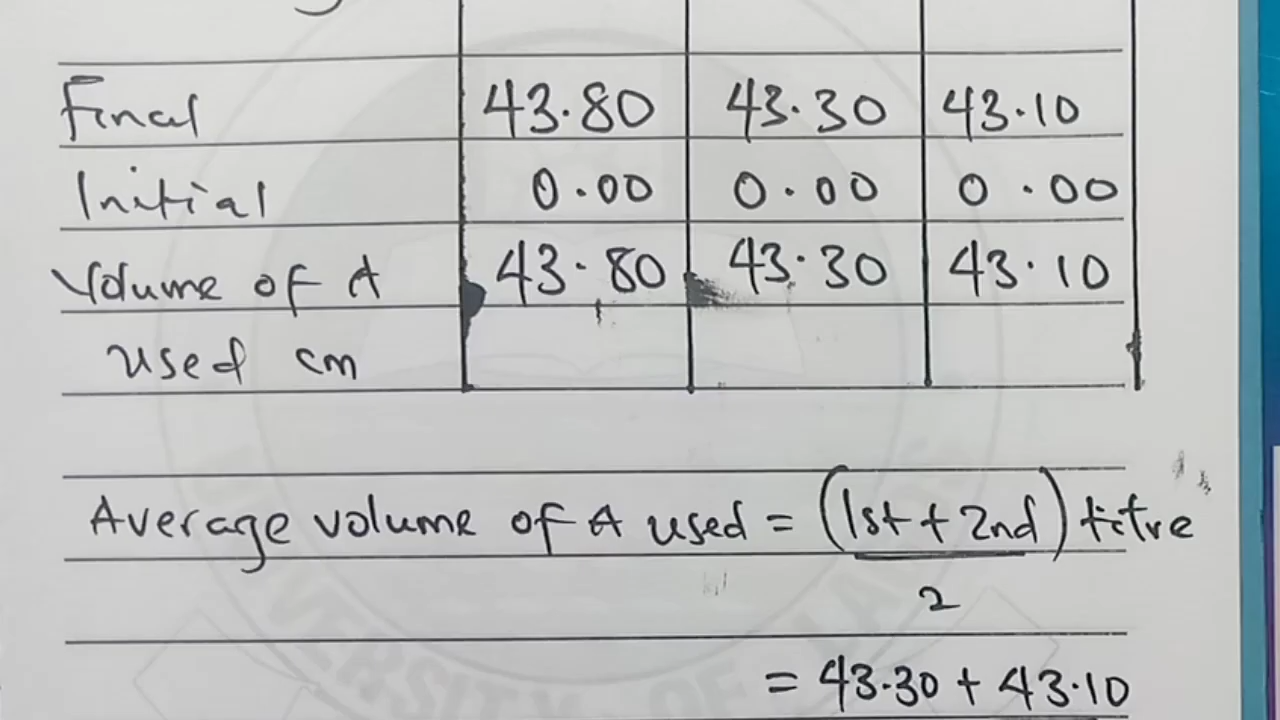 Final 43.80 43.30 43.10
Initial 0.00 0.00 0.00
Volume of A 43.80 43.30 43.10
used cm
Average volume of A used = (1st + 2nd) titre
2
= 43.30 + 43.10